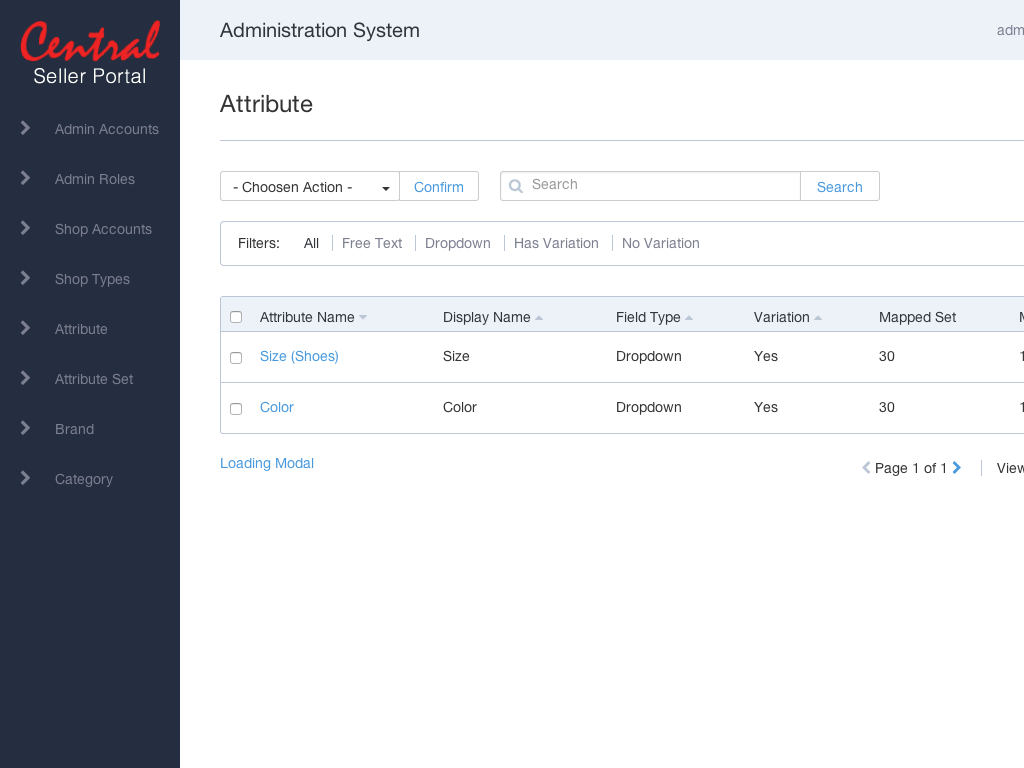 Central
Seller Portal
Admin Accounts
Admin Roles
Shop Accounts
Shop Types
Attribute
Attribute Set
Brand
Category
Administration System
adm
Attribute
- Choosen Action -
Confirm
Search
Search
Filters: All Free Text Dropdown Has Variation No Variation
Attribute Name Display Name Field Type Variation Mapped Set
Size (Shoes) Size Dropdown Yes 30 1
Color Color Dropdown Yes 30 1
Loading Modal
Page 1 of 1 View